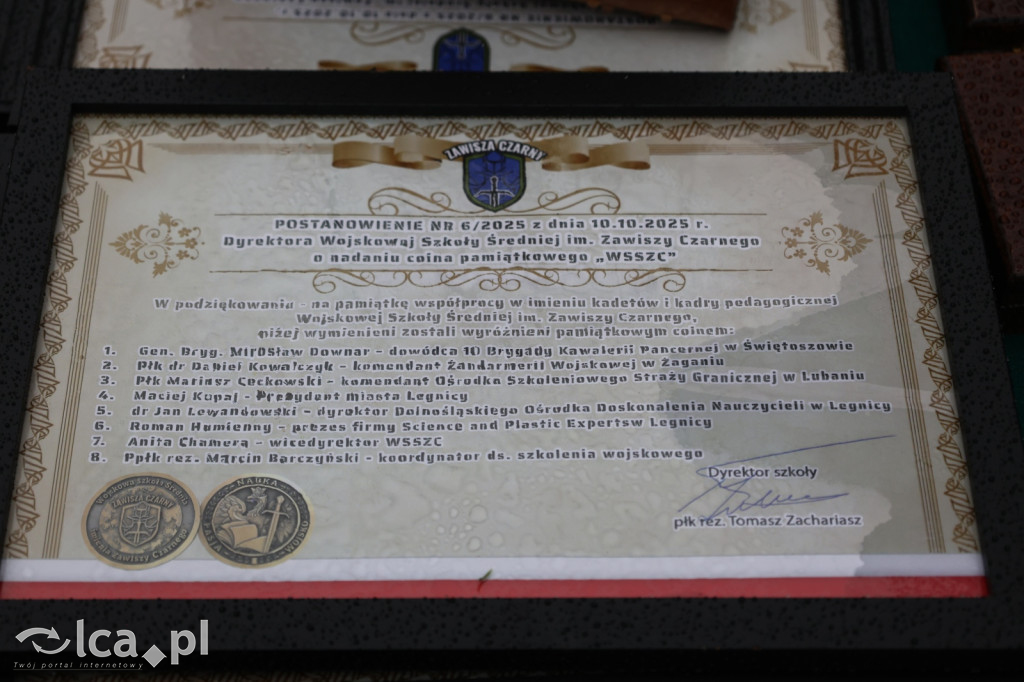 ZAWISZA CZARNY
POSTANOWIENIE NR 6/2025 z dnia 10.10.2025 r.
Dyrektora Wojskowaj Szkoły Średniej im. Zawiszy Czarnego
o nadaniu coina pamiątkowego „WSSZC”
W podziękowaniu - na pamiątkę współpracy w imieniu kadetów i kadry pedagogicznej
Wojskowej Szkoły Średniej im. Zawiszy Czarnego,
niżej wymienieni zostali wyróżnieni pamiątkowym coinem:
1. Gen. Bryg. Mirosław Downar - dowódca 10 Brygady Kawalerii Pancernej w Świętoszowie
2. Płk dr Daniel Kowalczyk - komendant Żandarmerii Wojskowej w Żaganiu
3. Płk Mariusz Ceckowski - komendant Ośrodka Szkoleniowego Straży Granicznej w Lubaniu
4. Maciej Kupaj - Prezydent miasta Legnicy
5. dr Jan Lewandowski - dyrektor Dolnośląskiego Ośrodka Doskonalenia Nauczycieli w Legnicy
6. Roman Humienny - prezes firmy Science and Plastic Expertsw Legnicy
7. Anita Chamera - wicedyrektor WSSZC
8. Ppłk rez. Marcin Barczyński - koordynator ds. szkolenia wojskowego
Dyrektor szkoły
płk rez. Tomasz Zachariasz
ZAWISZA CZARNY
NAUKA
WOJSKO
lca.pl
Twój portal internetowy